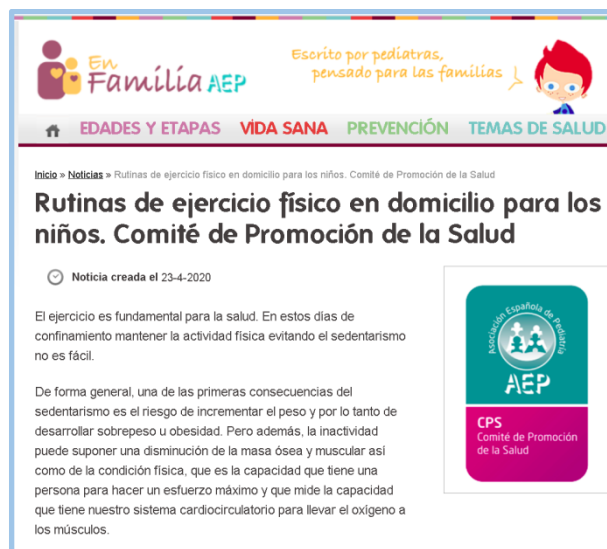 En
Familia AEP
Escrito por pediatras,
pensado para las familias
EDADES Y ETAPAS VIDA SANA PREVENCIÓN TEMAS DE SALUD
Inicio » Noticias » Rutinas de ejercicio físico en domicilio para los niños. Comité de Promoción de la Salud
Rutinas de ejercicio físico en domicilio para los
niños. Comité de Promoción de la Salud
Noticia creada el 23-4-2020
El ejercicio es fundamental para la salud. En estos días de
confinamiento mantener la actividad física evitando el sedentarismo
no es fácil.
De forma general, una de las primeras consecuencias del
sedentarismo es el riesgo de incrementar el peso y por lo tanto de
desarrollar sobrepeso u obesidad. Pero además, la inactividad
puede suponer una disminución de la masa ósea y muscular así
como de la condición física, que es la capacidad que tiene una
persona para hacer un esfuerzo máximo y que mide la capacidad
que tiene nuestro sistema cardiocirculatorio para llevar el oxígeno a
los músculos.
Asociación Española de Pediatría
AEP
CPS
Comité de Promoción
de la Salud